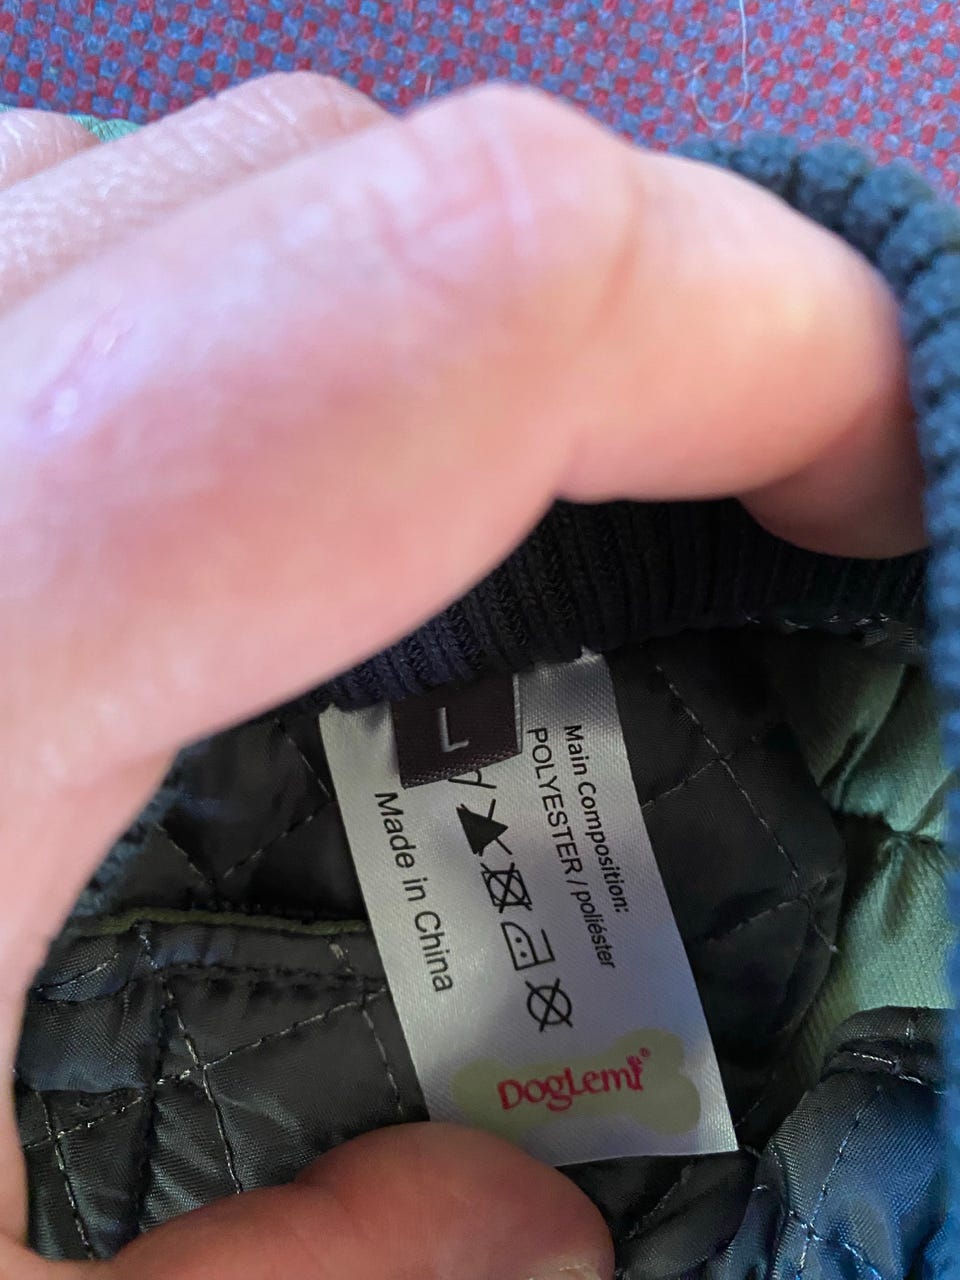 L
Main Composition:
POLYESTER / poliéster
Made in China
DogLemi